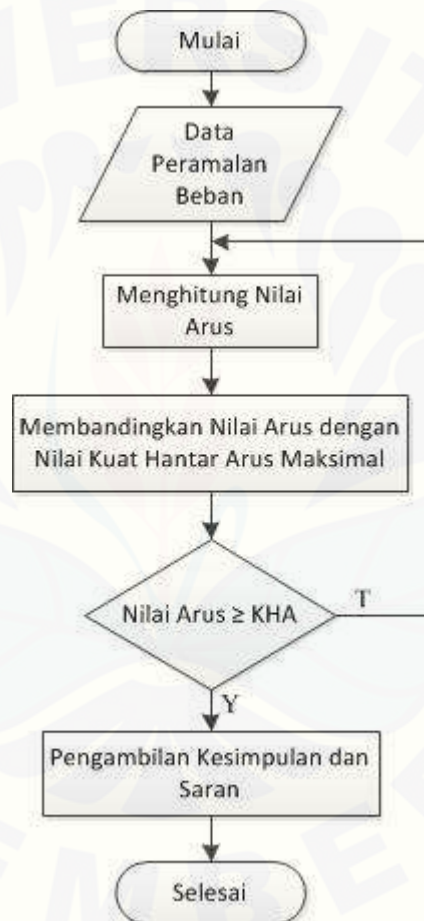 Mulai
Data
Peramalan
Beban
Menghitung Nilai
Arus
Membandingkan Nilai Arus dengan
Nilai Kuat Hantar Arus Maksimal
Nilai Arus ≥ KHA
T
Y
Pengambilan Kesimpulan dan
Saran
Selesai